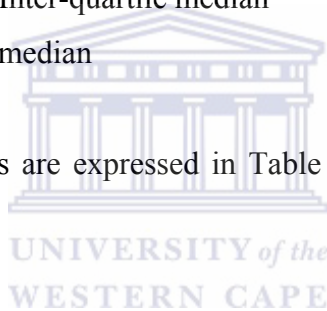 Inter-quartile median
median
s are expressed in Table
UNIVERSITY of the
WESTERN CAPE